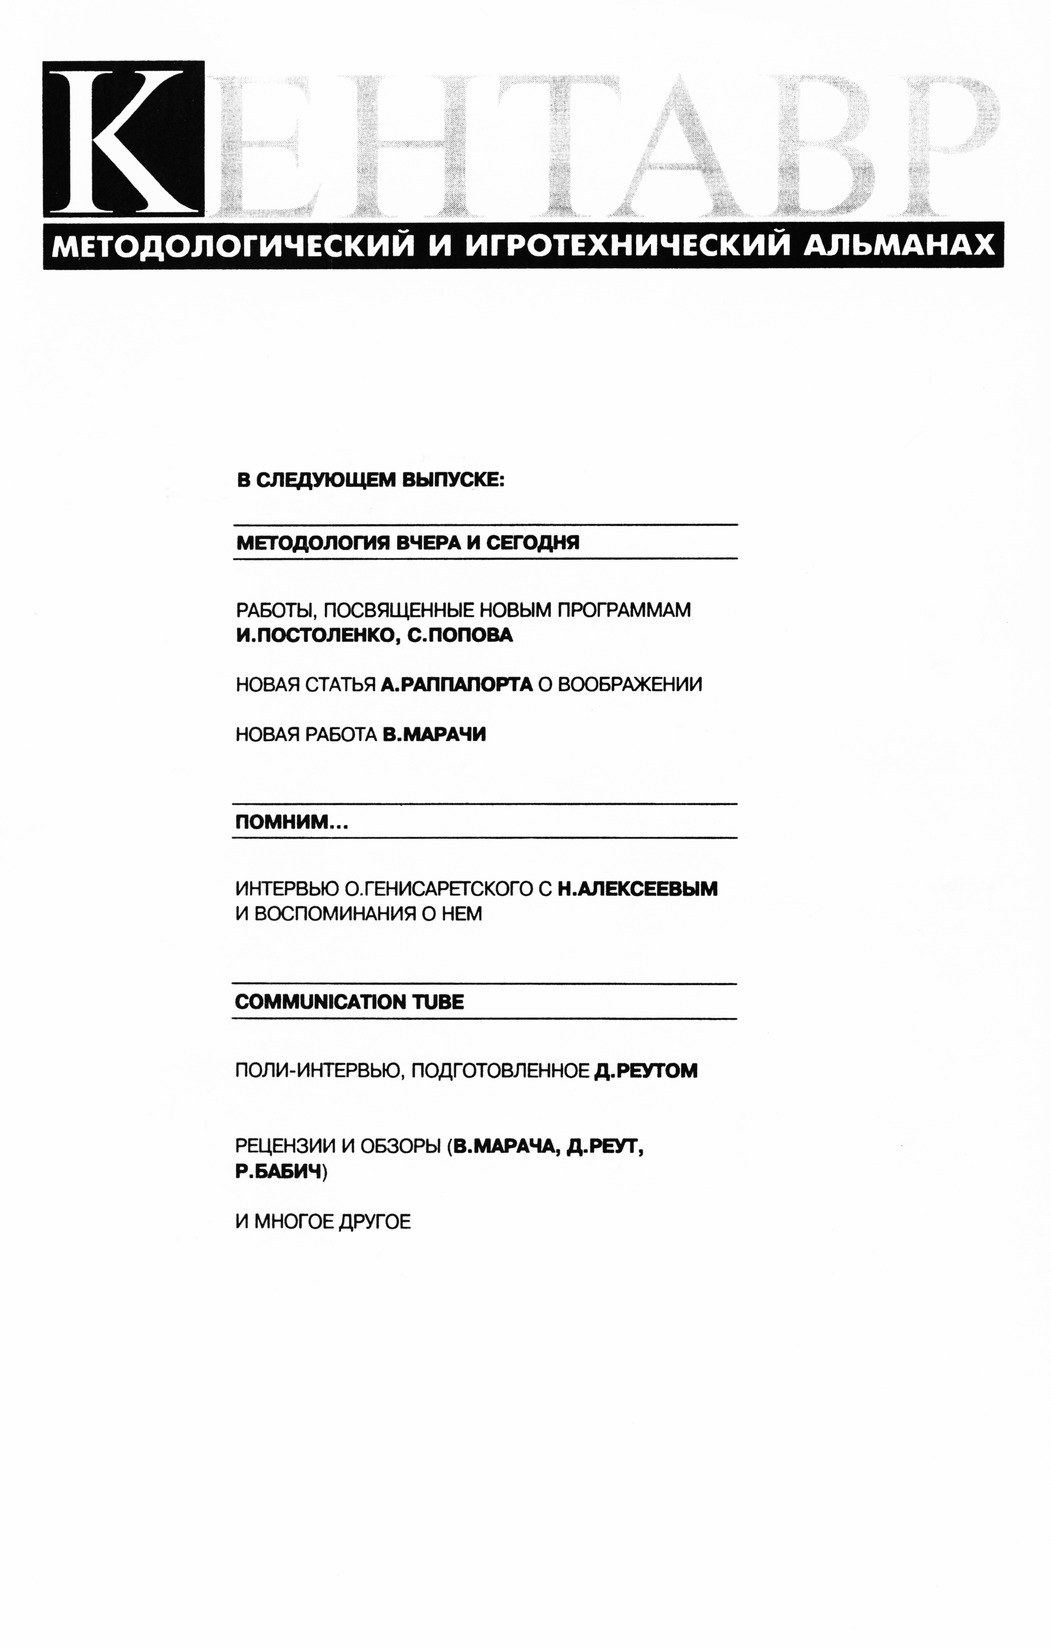 КЕНТАВР
МЕТОДОЛОГИЧЕСКИЙ И ИГРОТЕХНИЧЕСКИЙ АЛЬМАНАХ
В СЛЕДУЮЩЕМ ВЫПУСКЕ:
МЕТОДОЛОГИЯ ВЧЕРА И СЕГОДНЯ
РАБОТЫ, ПОСВЯЩЕННЫЕ НОВЫМ ПРОГРАММАМ
И.ПОСТОЛЕНКО, С.ПОПОВА
НОВАЯ СТАТЬЯ А.РАППАПОРТА О ВООБРАЖЕНИИ
НОВАЯ РАБОТА В.МАРАЧИ
ПОМНИМ...
ИНТЕРВЬЮ О.ГЕНИСАРЕТСКОГО С Н.АЛЕКСЕЕВЫМ
И ВОСПОМИНАНИЯ О НЕМ
COMMUNICATION TUBE
ПОЛИ-ИНТЕРВЬЮ, ПОДГОТОВЛЕННОЕ Д.РЕУТОМ
РЕЦЕНЗИИ И ОБЗОРЫ (В.МАРАЧА, Д.РЕУТ,
Р.БАБИЧ)
И МНОГОЕ ДРУГОЕ